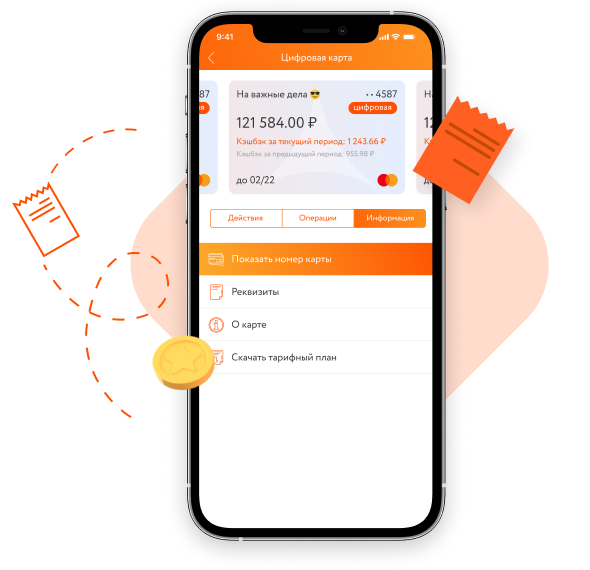 9:41
Цифровая карта
87
На важные дела 😎
·· 4587
цифровая
121 584.00 ₽
Кэшбэк за текущий период: 1 243.66 ₽
Кэшбэк за предыдущий период: 955.98 ₽
до 02/22
Действия
Операции
Информация
Показать номер карты
Реквизиты
О карте
Скачать тарифный план